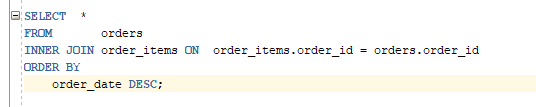 SELECT *
FROM orders
INNER JOIN order_items ON order_items.order_id = orders.order_id
ORDER BY
order_date DESC;